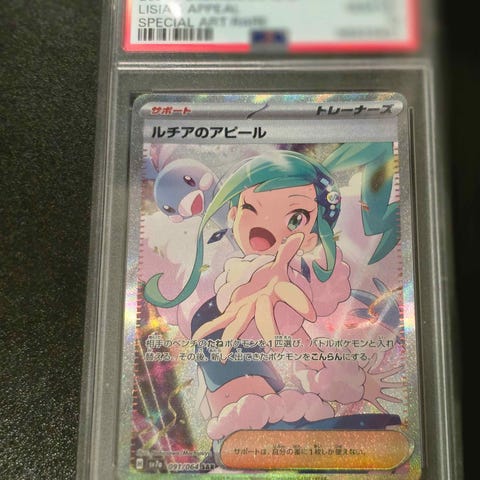 LISIA'S APPEAL
SPECIAL ART RARE
サポート
トレーナーズ
ルチアのアピール
相手のベンチのたねポケモンを1匹選び、バトルポケモンと入れ
替える。その後、新しく出てきたポケモンをこんらんにする。
サポートは、自分の番に1枚しか使えない。
sv7a 091/064 SAR